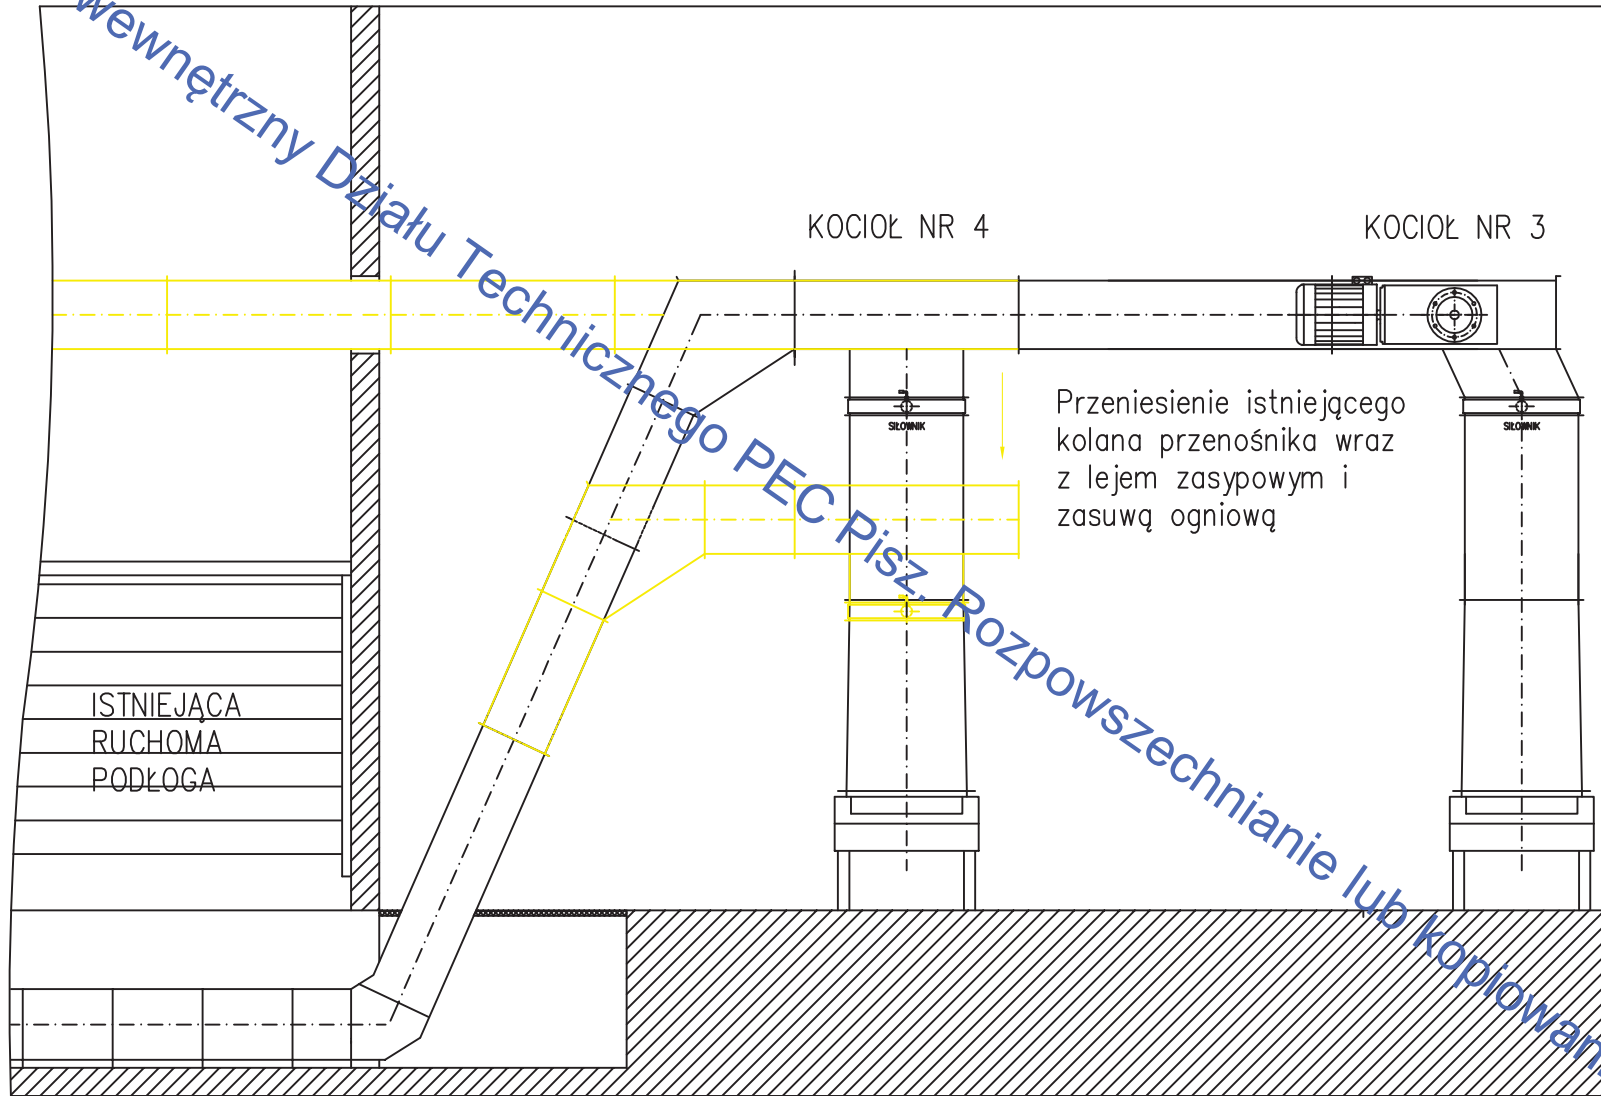 wewnętrzny Działu Technicznego PEC Pisz. Rozpowszechnianie lub kopiowani
KOCIOŁ NR 4
KOCIOŁ NR 3
SIŁOWNIK
SIŁOWNIK
Przeniesienie istniejącego
kolana przenośnika wraz
z lejem zasypowym i
zasuwą ogniową
ISTNIEJĄCA
RUCHOMA
PODŁOGA